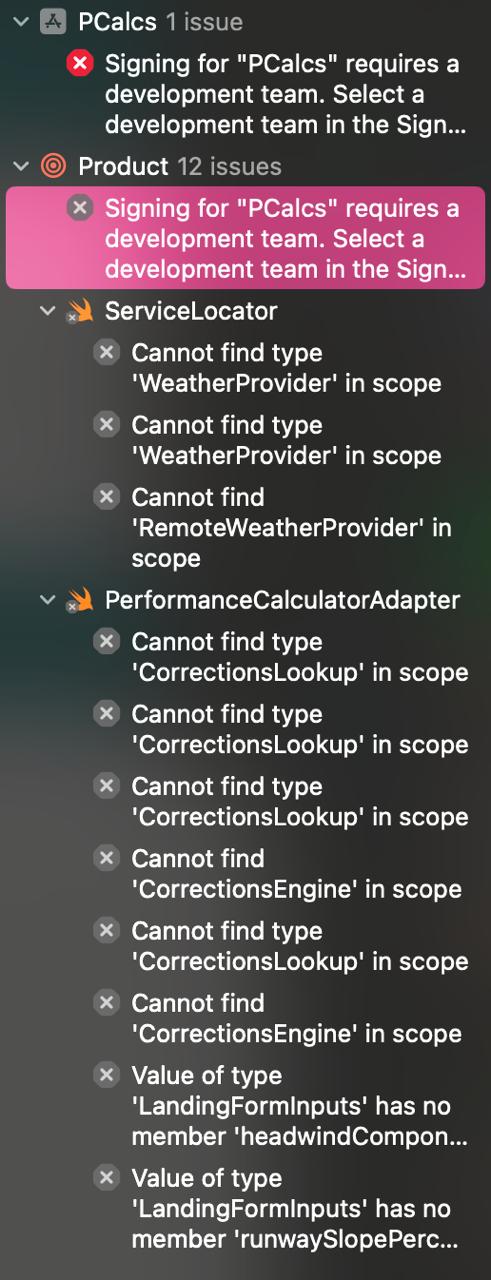 PCalcs 1 issue
Signing for "PCalcs" requires a
development team. Select a
development team in the Sign...
Product 12 issues
Signing for "PCalcs" requires a
development team. Select a
development team in the Sign...
ServiceLocator
Cannot find type
'WeatherProvider' in scope
Cannot find type
'WeatherProvider' in scope
Cannot find
'RemoteWeatherProvider' in
scope
PerformanceCalculatorAdapter
Cannot find type
'CorrectionsLookup' in scope
Cannot find type
'CorrectionsLookup' in scope
Cannot find type
'CorrectionsLookup' in scope
Cannot find
'CorrectionsEngine' in scope
Cannot find type
'CorrectionsLookup' in scope
Cannot find
'CorrectionsEngine' in scope
Value of type
'LandingFormInputs' has no
member 'headwindCompon...
Value of type
'LandingFormInputs' has no
member 'runwaySlopePerc...